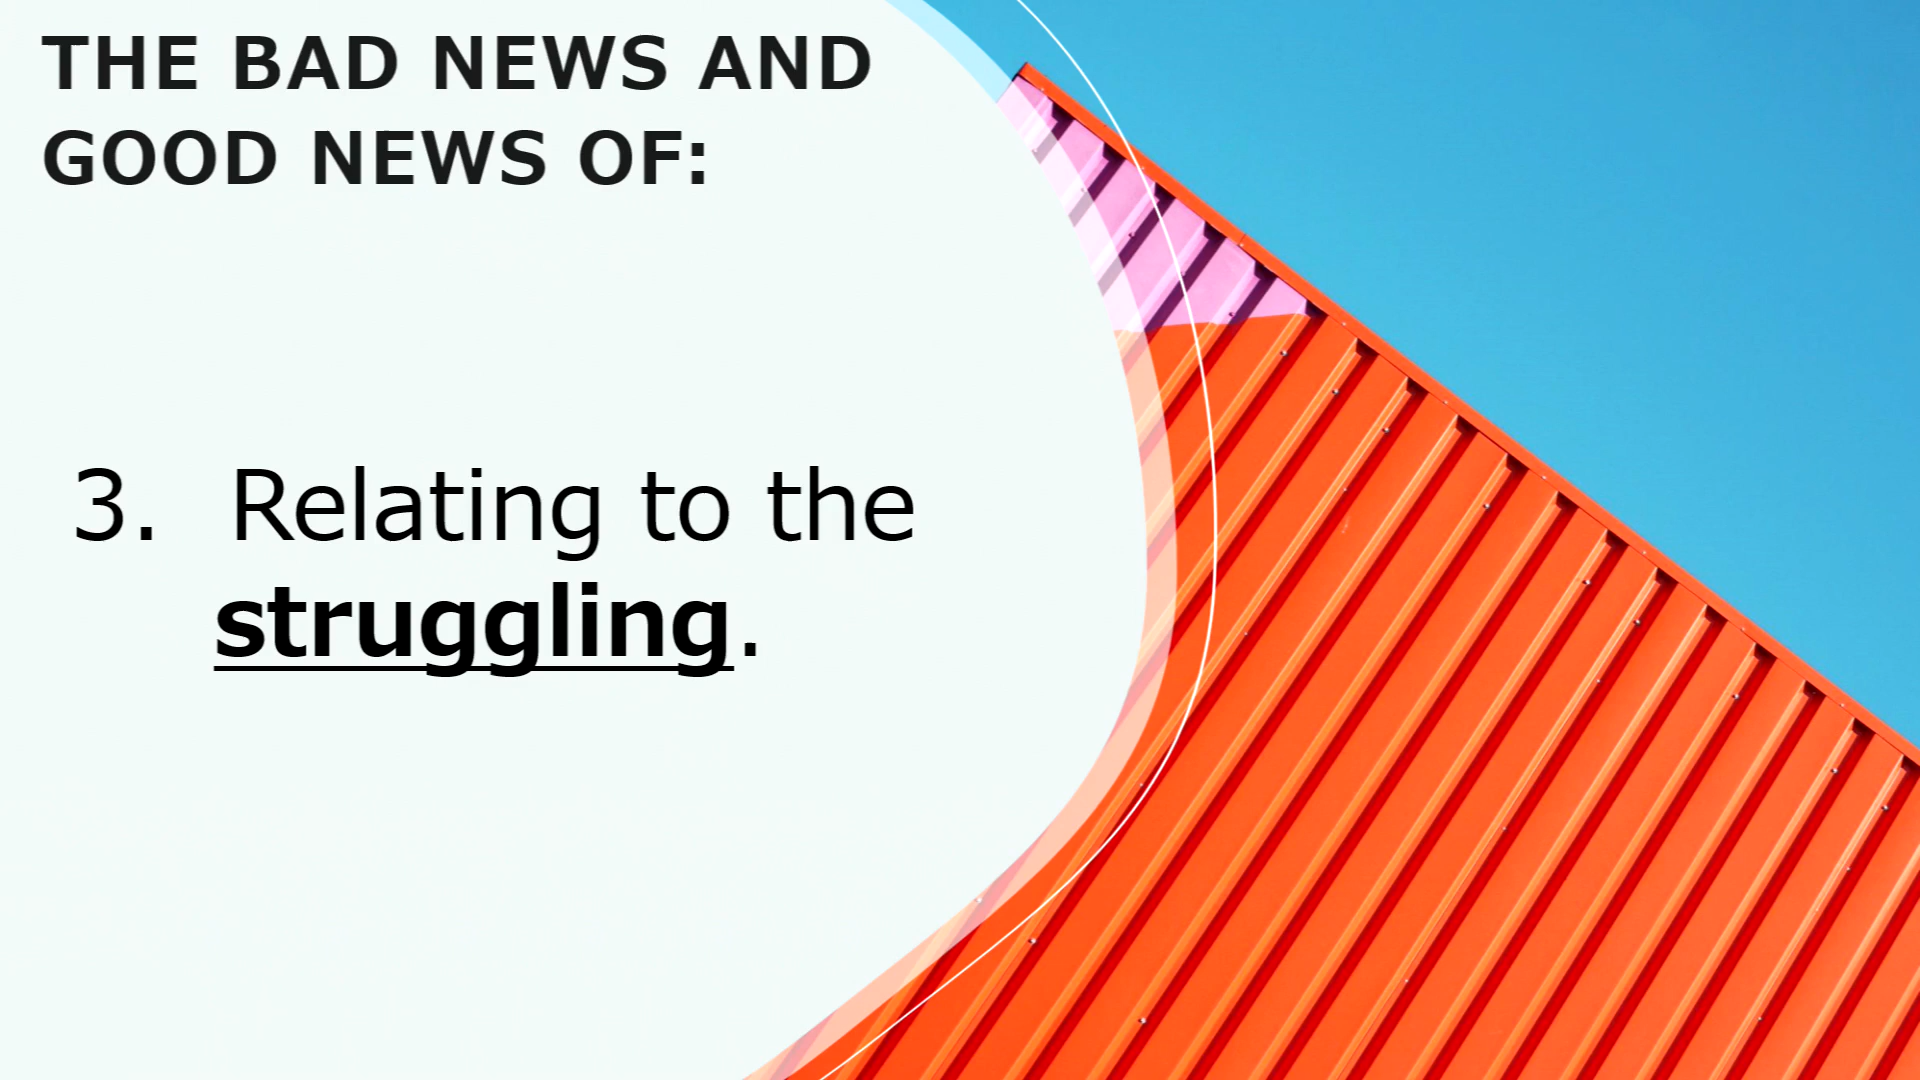 THE BAD NEWS AND
GOOD NEWS OF:
3. Relating to the
struggling.